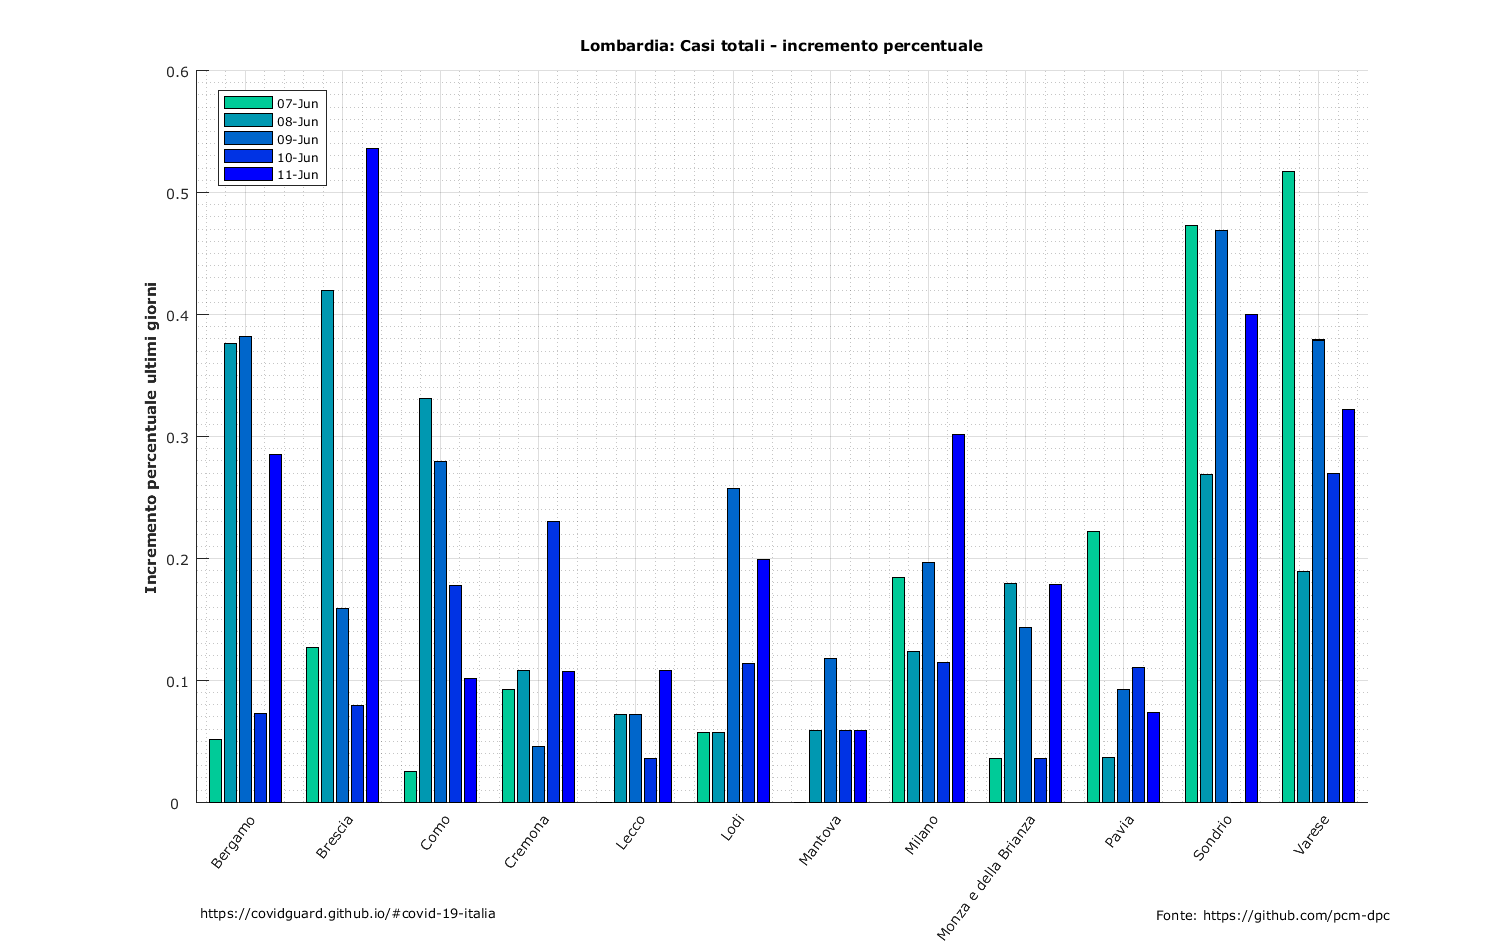 Lombardia: Casi totali - incremento percentuale
0.6
0.5
0.4
0.3
0.2
0.1
0
Incremento percentuale ultimi giorni
07-Jun
08-Jun
09-Jun
10-Jun
11-Jun
Bergamo
Brescia
Como
Cremona
Lecco
Lodi
Mantova
Milano
Monza e della Brianza
Pavia
Sondrio
Varese
https://covidguard.github.io/#covid-19-italia
Fonte: https://github.com/pcm-dpc